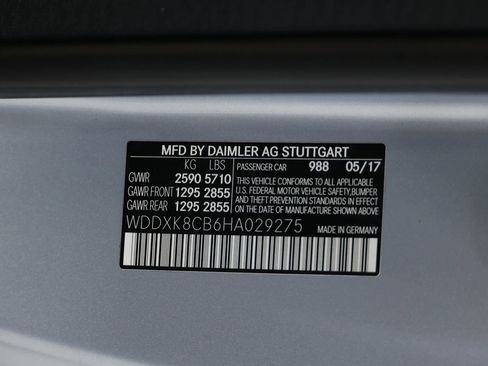 MFD BY DAIMLER AG STUTTGART
KG LBS PASSENGER CAR 988 05/17
GVWR 2590 5710
GAWR FRONT 1295 2855
GAWR REAR 1295 2855
THIS VEHICLE CONFORMS TO ALL APPLICABLE
U.S. FEDERAL MOTOR VEHICLE SAFETY,BUMPER
AND THEFT PREVENTION STANDARDS IN EFFECT
ON THE DATE OF MANUFACTURE SHOWN ABOVE.
WDDXK8CB6HA029275
MADE IN GERMANY